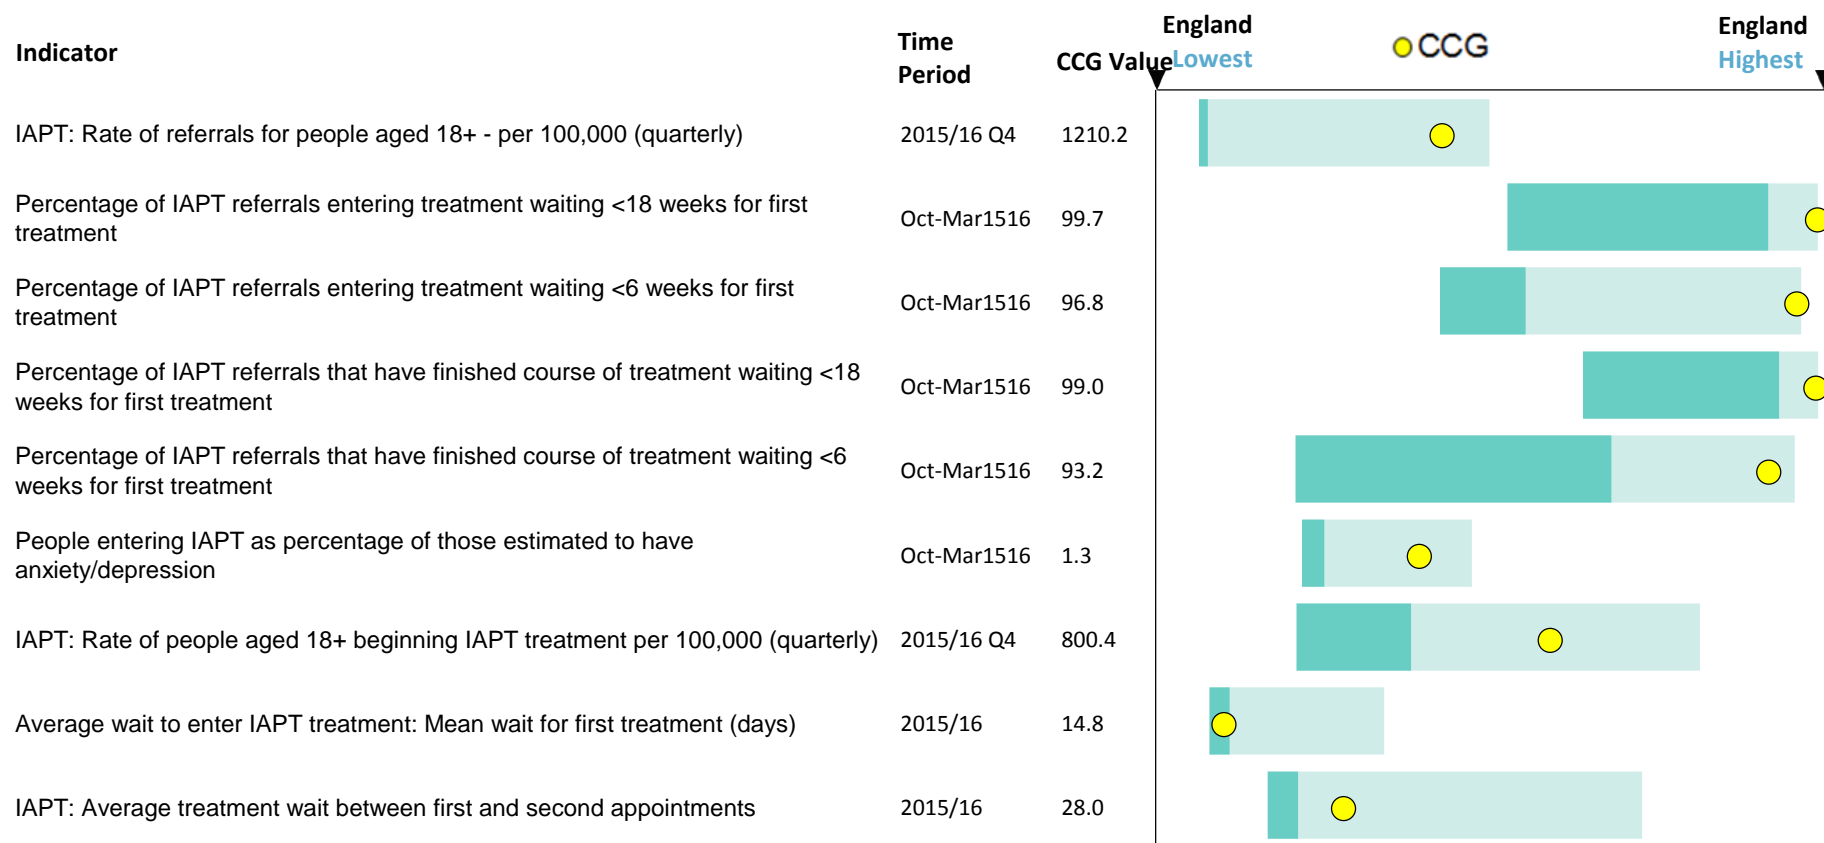 Indicator
Time
Period
CCG Value
England
Lowest
CCG
England
Highest
IAPT: Rate of referrals for people aged 18+ - per 100,000 (quarterly) 2015/16 Q4 1210.2
Percentage of IAPT referrals entering treatment waiting <18 weeks for first
treatment
Oct-Mar1516 99.7
Percentage of IAPT referrals entering treatment waiting <6 weeks for first
treatment
Oct-Mar1516 96.8
Percentage of IAPT referrals that have finished course of treatment waiting <18
weeks for first treatment
Oct-Mar1516 99.0
Percentage of IAPT referrals that have finished course of treatment waiting <6
weeks for first treatment
Oct-Mar1516 93.2
People entering IAPT as percentage of those estimated to have
anxiety/depression
Oct-Mar1516 1.3
IAPT: Rate of people aged 18+ beginning IAPT treatment per 100,000 (quarterly) 2015/16 Q4 800.4
Average wait to enter IAPT treatment: Mean wait for first treatment (days) 2015/16 14.8
IAPT: Average treatment wait between first and second appointments 2015/16 28.0